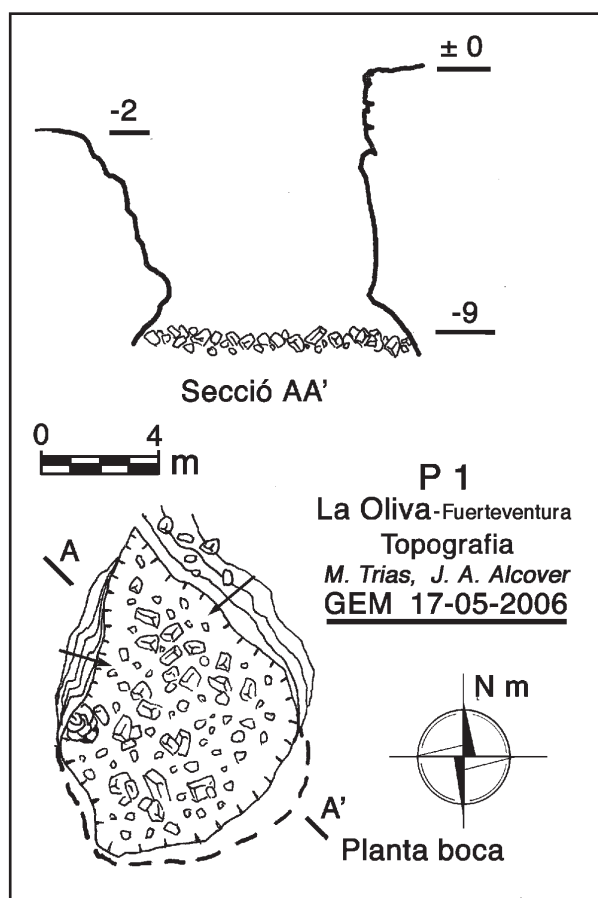 ± 0
-2
-9
Secció AA'
0 4
m
P 1
La Oliva-Fuerteventura
Topografia
M. Trias, J. A. Alcover
GEM 17-05-2006
A
N m
A'
Planta boca